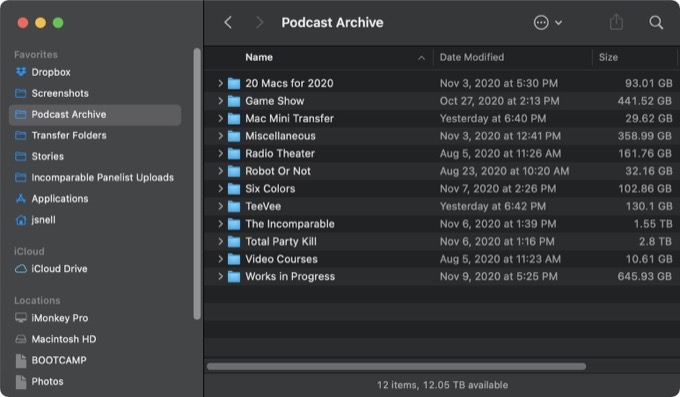 Podcast Archive
Favorites
Dropbox
Screenshots
Podcast Archive
Transfer Folders
Stories
Incomparable Panelist Uploads
Applications
jsnell
iCloud
iCloud Drive
Locations
iMonkey Pro
Macintosh HD
BOOTCAMP
Photos
Name Date Modified Size
20 Macs for 2020 Nov 3, 2020 at 5:30 PM 93.01 GB
Game Show Oct 27, 2020 at 2:13 PM 441.52 GB
Mac Mini Transfer Yesterday at 6:40 PM 29.62 GB
Miscellaneous Nov 3, 2020 at 12:41 PM 358.99 GB
Radio Theater Aug 5, 2020 at 11:26 AM 161.76 GB
Robot Or Not Aug 23, 2020 at 10:20 AM 32.16 GB
Six Colors Nov 7, 2020 at 2:26 PM 102.86 GB
TeeVee Yesterday at 6:42 PM 130.1 GB
The Incomparable Nov 6, 2020 at 1:39 PM 1.55 TB
Total Party Kill Nov 6, 2020 at 1:16 PM 2.8 TB
Video Courses Aug 5, 2020 at 11:23 AM 10.61 GB
Works in Progress Nov 9, 2020 at 5:25 PM 645.93 GB
12 items, 12.05 TB available